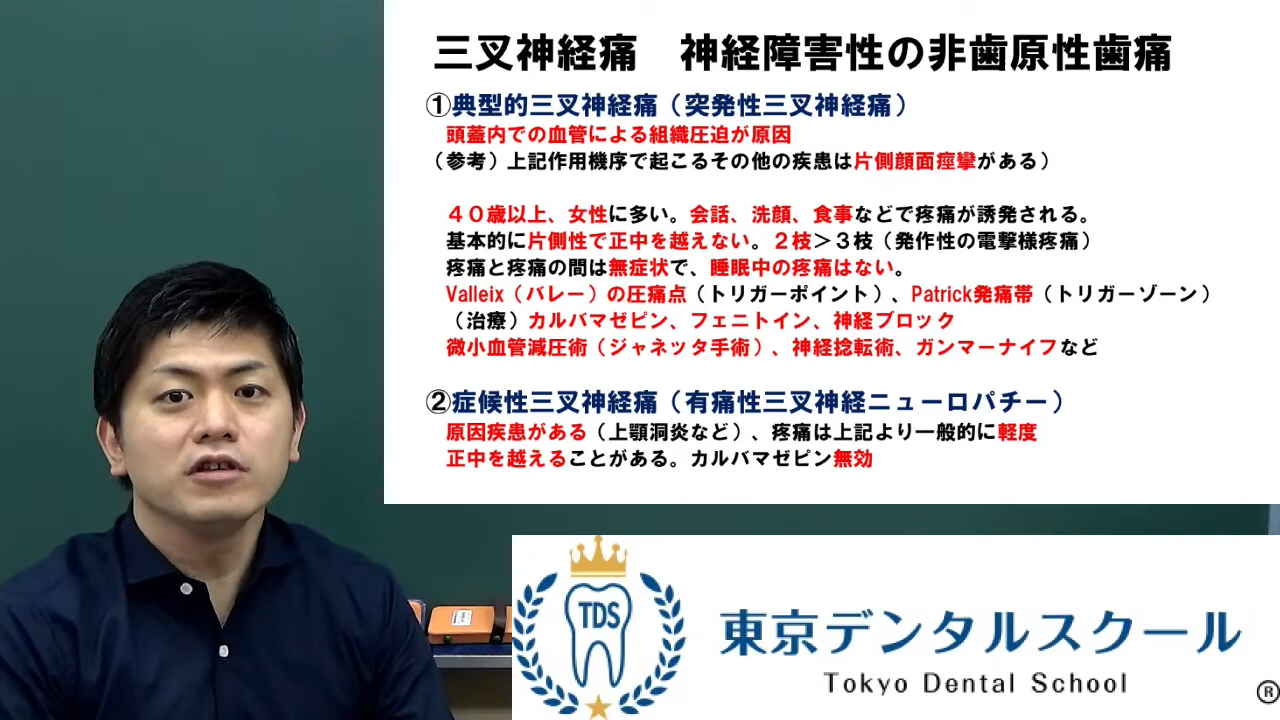 三叉神経痛　神経障害性の非歯原性歯痛
①典型的三叉神経痛（突発性三叉神経痛）
頭蓋内での血管による組織圧迫が原因
（参考）上記作用機序で起こるその他の疾患は片側顔面痙攣がある）
４０歳以上、女性に多い。会話、洗顔、食事などで疼痛が誘発される。
基本的に片側性で正中を越えない。２枝＞３枝（発作性の電撃様疼痛）
疼痛と疼痛の間は無症状で、睡眠中の疼痛はない。
Valleix（バレー）の圧痛点（トリガーポイント）、Patrick発痛帯（トリガーゾーン）
（治療）カルバマゼピン、フェニトイン、神経ブロック
微小血管減圧術（ジャネッタ手術）、神経捻転術、ガンマーナイフなど
②症候性三叉神経痛（有痛性三叉神経ニューロパチー）
原因疾患がある（上顎洞炎など）、疼痛は上記より一般的に軽度
正中を越えることがある。カルバマゼピン無効
TDS
東京デンタルスクール
Tokyo Dental School
®